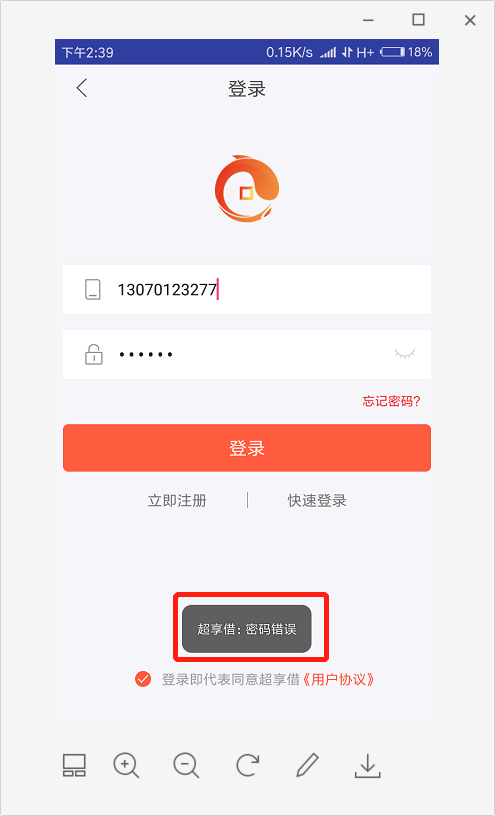 下午2:39 0.15K/s H+ 18%
登录
13070123277
••••••
忘记密码?
登录
立即注册 | 快速登录
超享借: 密码错误
登录即代表同意超享借《用户协议》